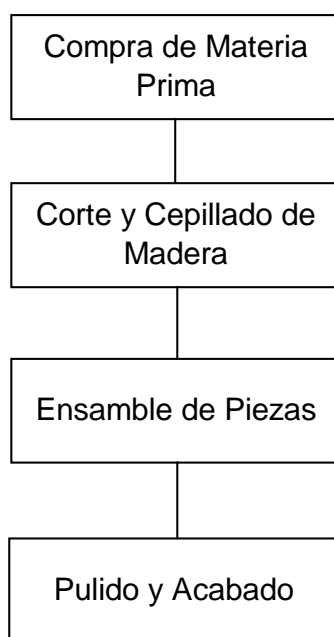 Compra de Materia
Prima
Corte y Cepillado de
Madera
Ensamble de Piezas
Pulido y Acabado